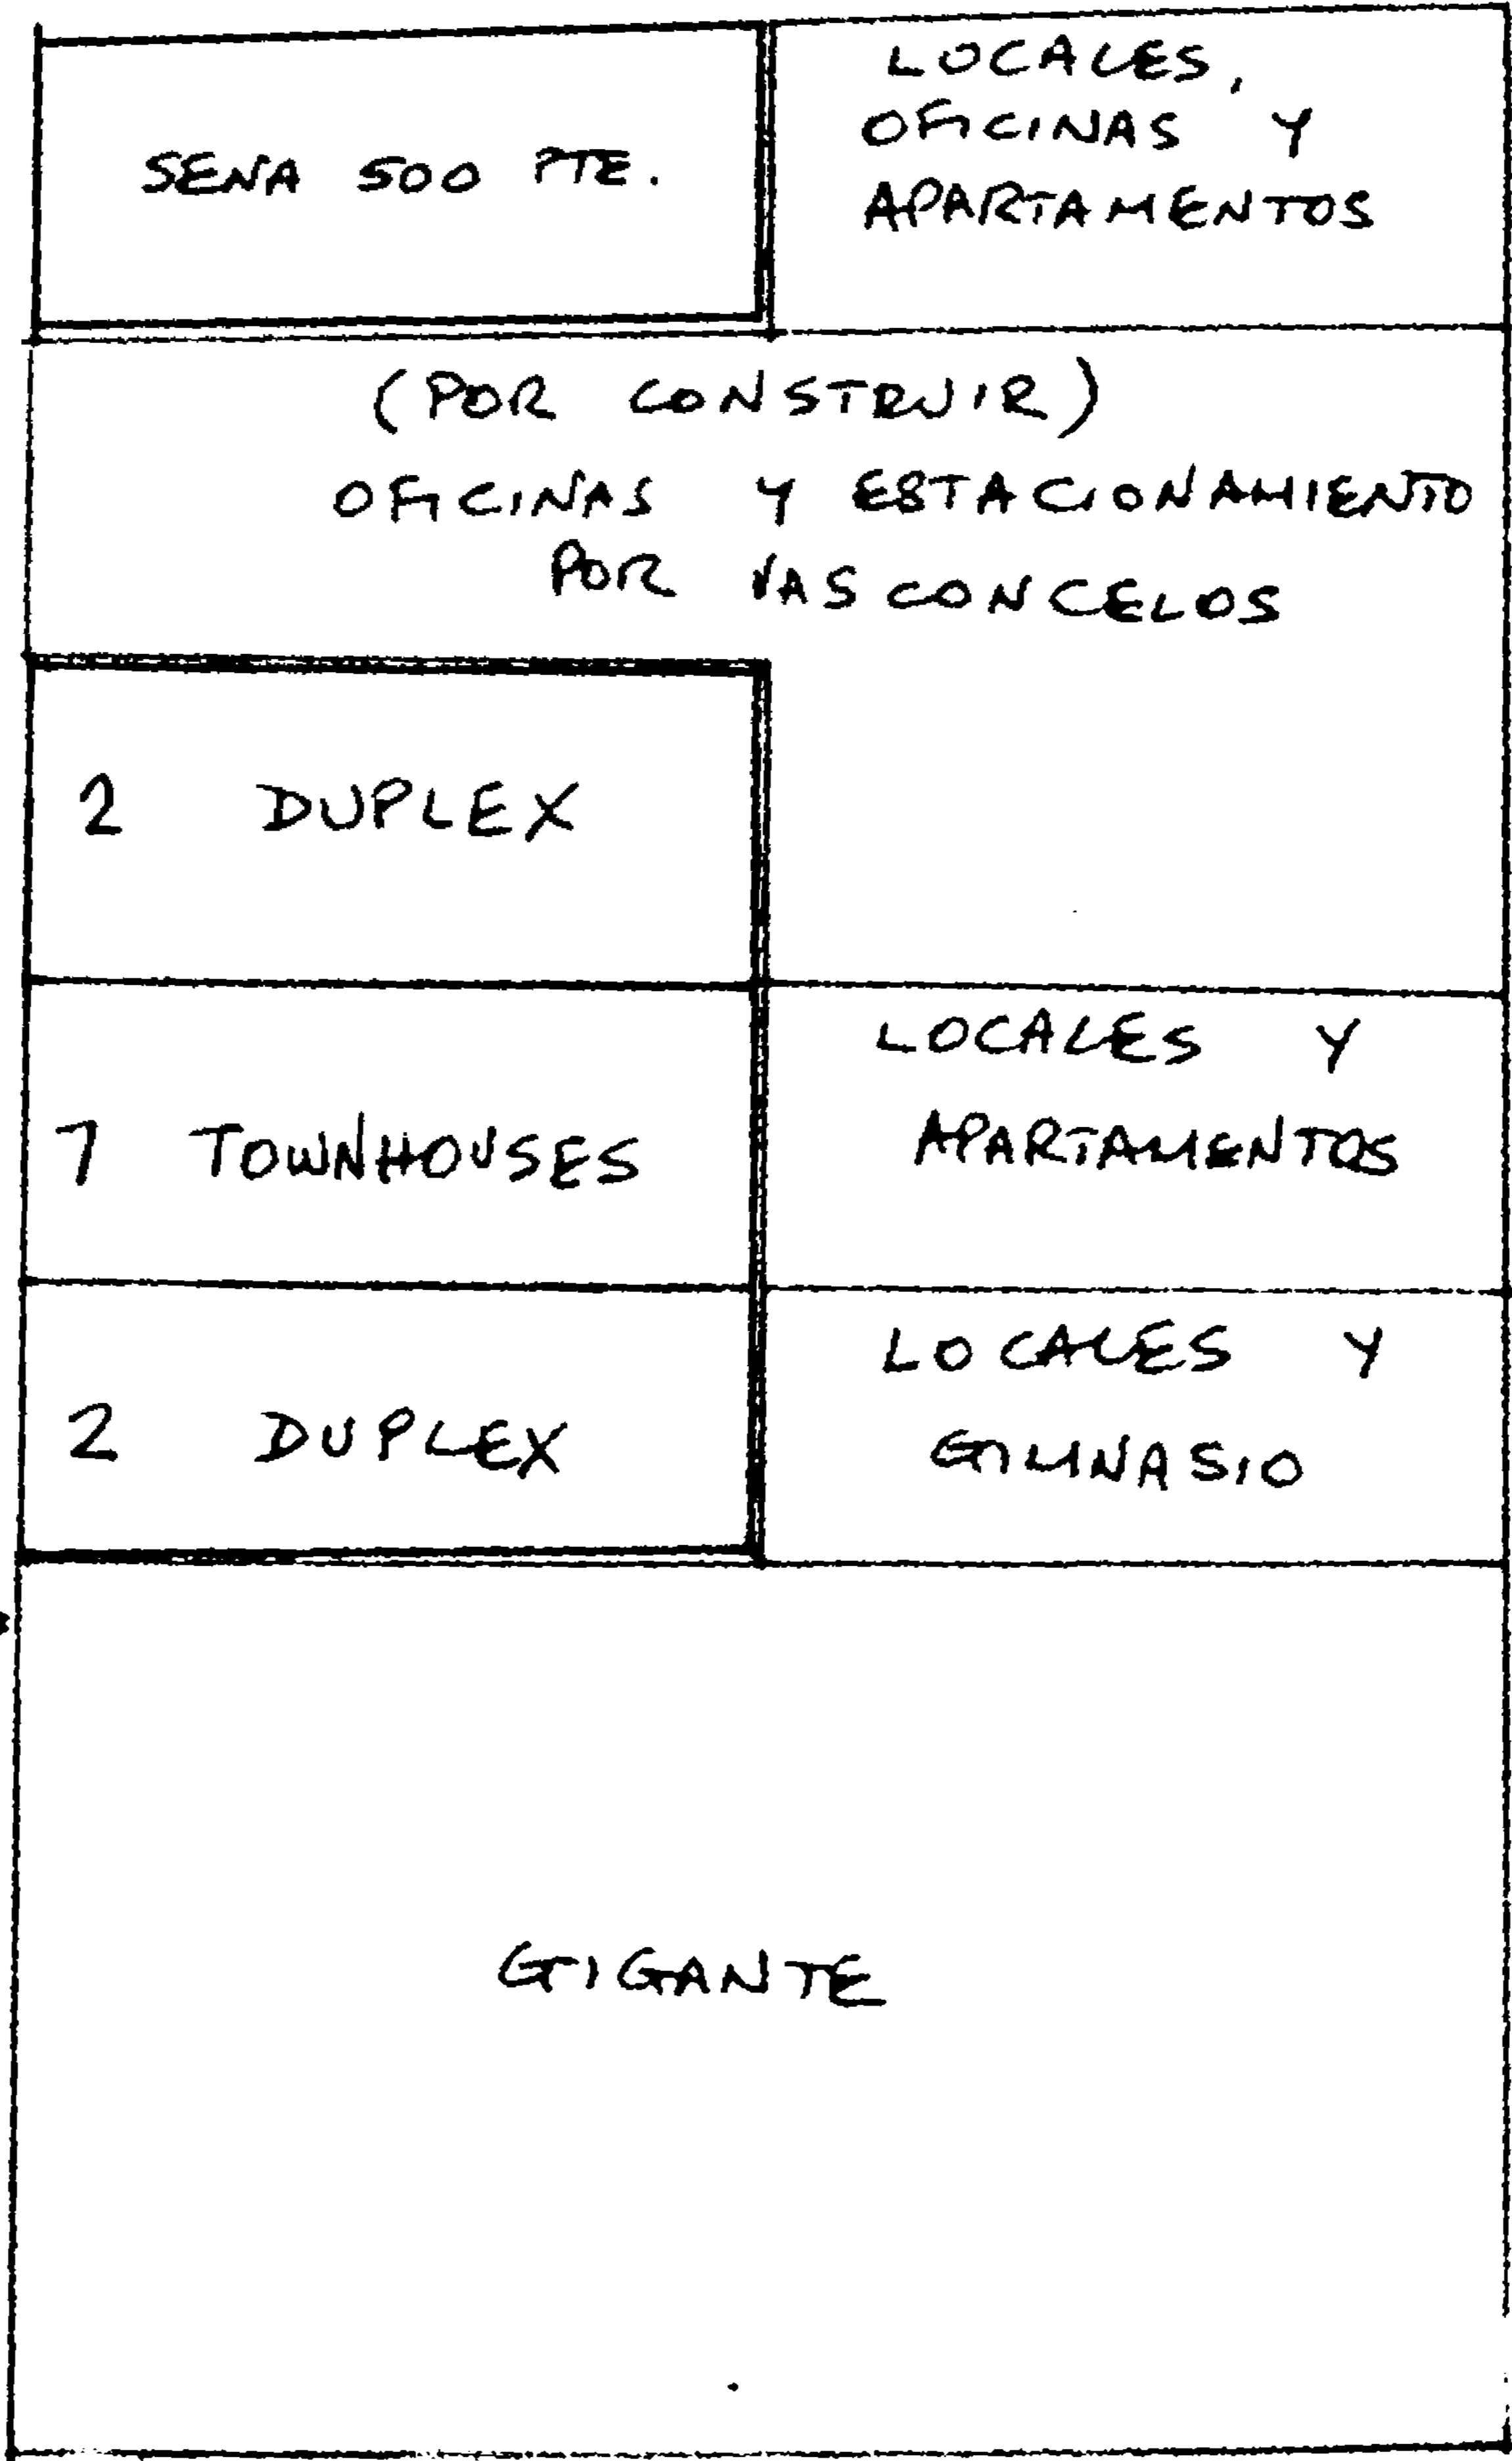 SENA 500 PTE.
LOCALES,
OFICINAS Y
APARTAMENTOS
(POR CONSTRUIR)
OFICINAS Y ESTACIONAMIENTO
POR VASCONCELOS
2 DUPLEX
7 TOWNHOUSES
LOCALES Y
APARTAMENTOS
2 DUPLEX
LOCALES Y
GIMNASIO
GIGANTE